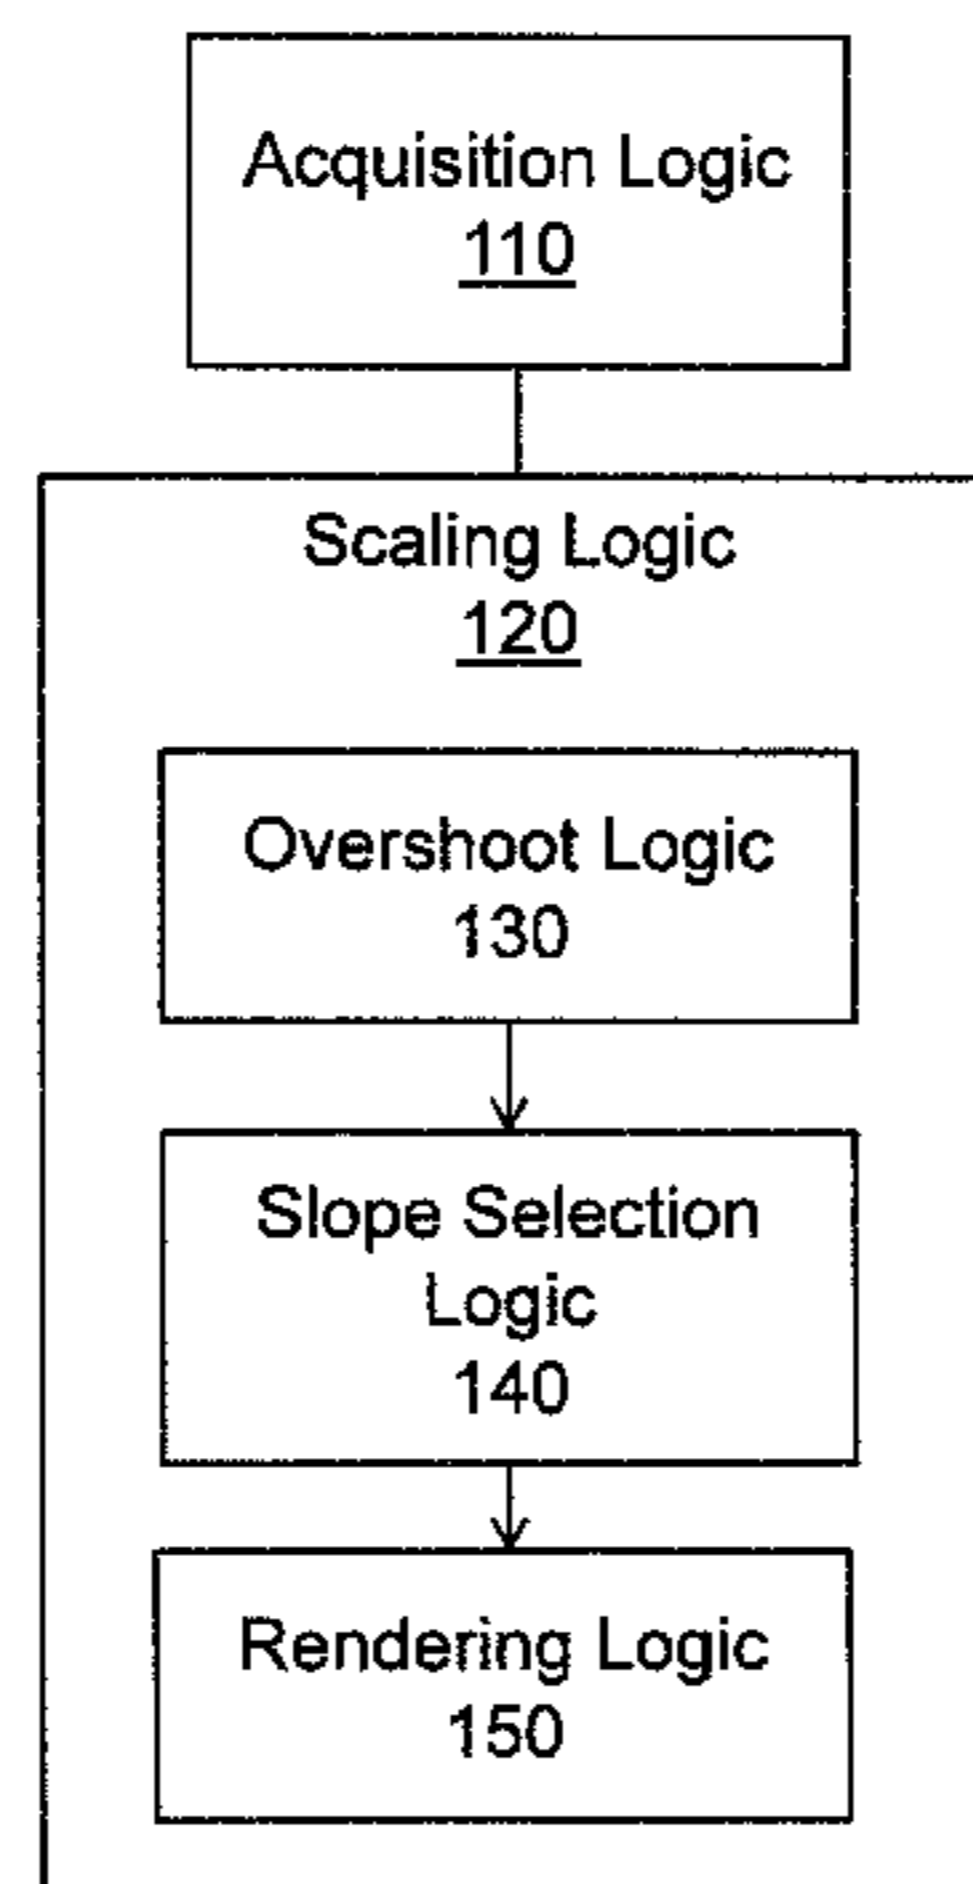 Acquisition Logic
110
Scaling Logic
120
Overshoot Logic
130
Slope Selection
Logic
140
Rendering Logic
150